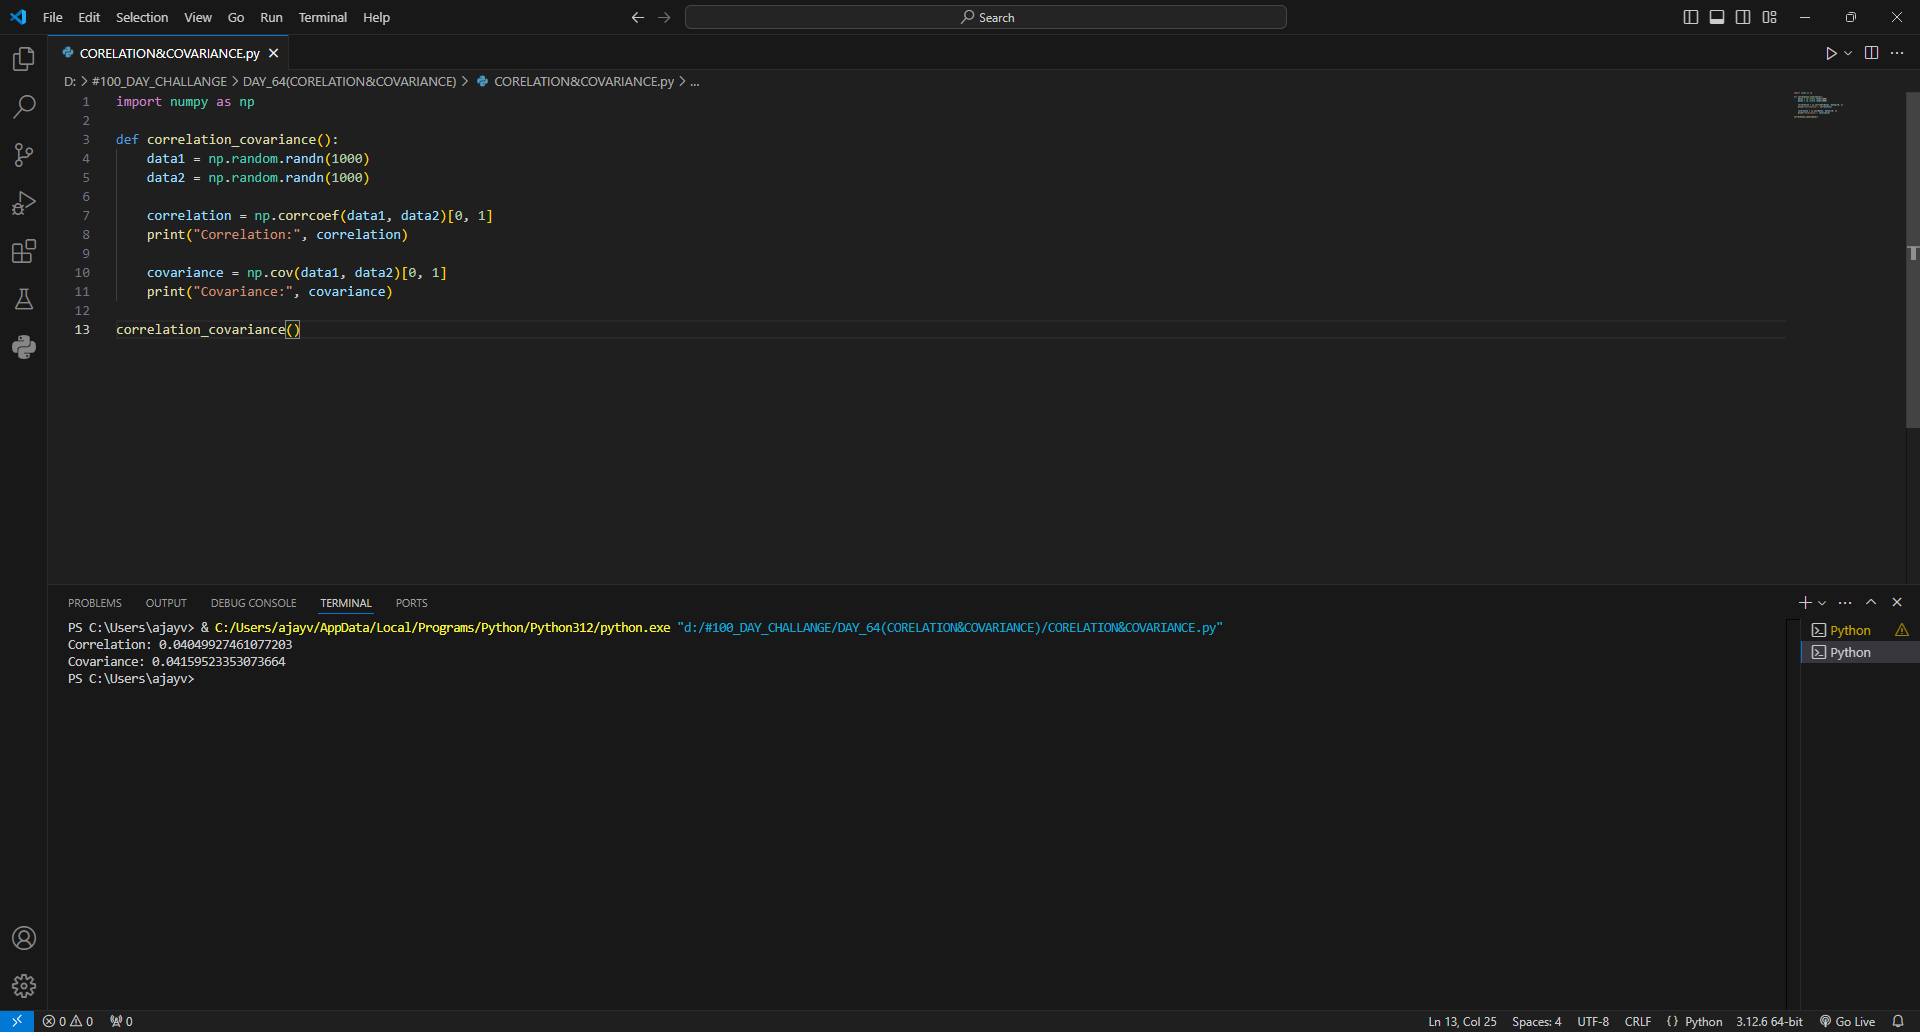 File Edit Selection View Go Run Terminal Help Search
CORELATION&COVARIANCE.py
D: > #100_DAY_CHALLANGE > DAY_64(CORELATION&COVARIANCE) > CORELATION&COVARIANCE.py > ...
1 import numpy as np
2
3 def correlation_covariance():
4     data1 = np.random.randn(1000)
5     data2 = np.random.randn(1000)
6
7     correlation = np.corrcoef(data1, data2)[0, 1]
8     print("Correlation:", correlation)
9
10     covariance = np.cov(data1, data2)[0, 1]
11     print("Covariance:", covariance)
12
13 correlation_covariance()
PROBLEMS OUTPUT DEBUG CONSOLE TERMINAL PORTS
PS C:\Users\ajayv> & C:/Users/ajayv/AppData/Local/Programs/Python/Python312/python.exe "d:/#100_DAY_CHALLANGE/DAY_64(CORELATION&COVARIANCE)/CORELATION&COVARIANCE.py"
Correlation: 0.04049927461077203
Covariance: 0.04159523353073664
PS C:\Users\ajayv>
Python
Python
0 0 0 Ln 13, Col 25 Spaces: 4 UTF-8 CRLF {} Python 3.12.6 64-bit Go Live